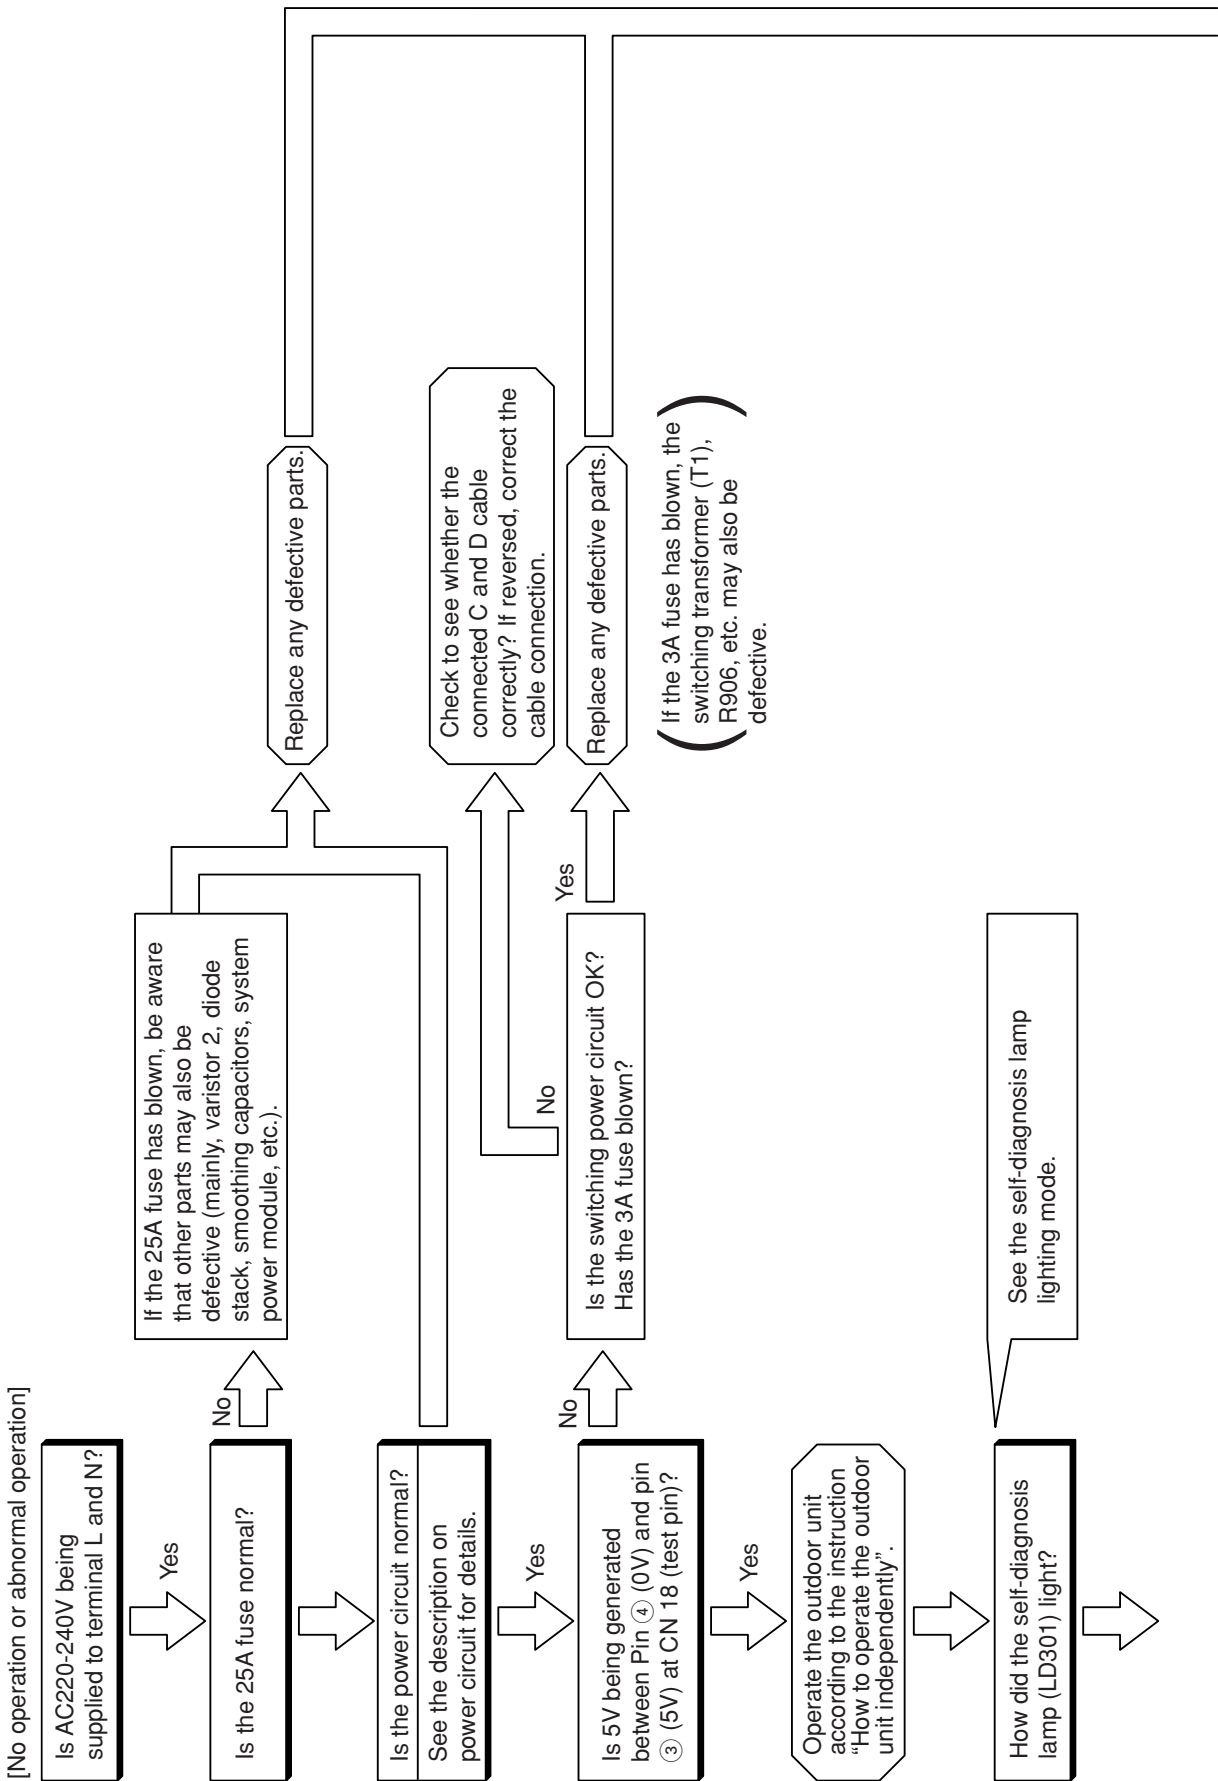 [No operation or abnormal operation]
Is AC220-240V being
supplied to terminal L and N?
Yes
Is the 25A fuse normal?
No
If the 25A fuse has blown, be aware
that other parts may also be
defective (mainly, varistor 2, diode
stack, smoothing capacitors, system
power module, etc.).
Replace any defective parts.
Is the power circuit normal?
See the description on
power circuit for details.
Yes
Is 5V being generated
between Pin ④ (0V) and pin
③ (5V) at CN 18 (test pin)?
No
Is the switching power circuit OK?
Has the 3A fuse blown?
No
Check to see whether the
connected C and D cable
correctly? If reversed, correct the
cable connection.
Yes
Replace any defective parts.
(If the 3A fuse has blown, the
switching transformer (T1),
R906, etc. may also be
defective.)
Yes
Operate the outdoor unit
according to the instruction
“How to operate the outdoor
unit independently”.
How did the self-diagnosis
lamp (LD301) light?
See the self-diagnosis lamp
lighting mode.